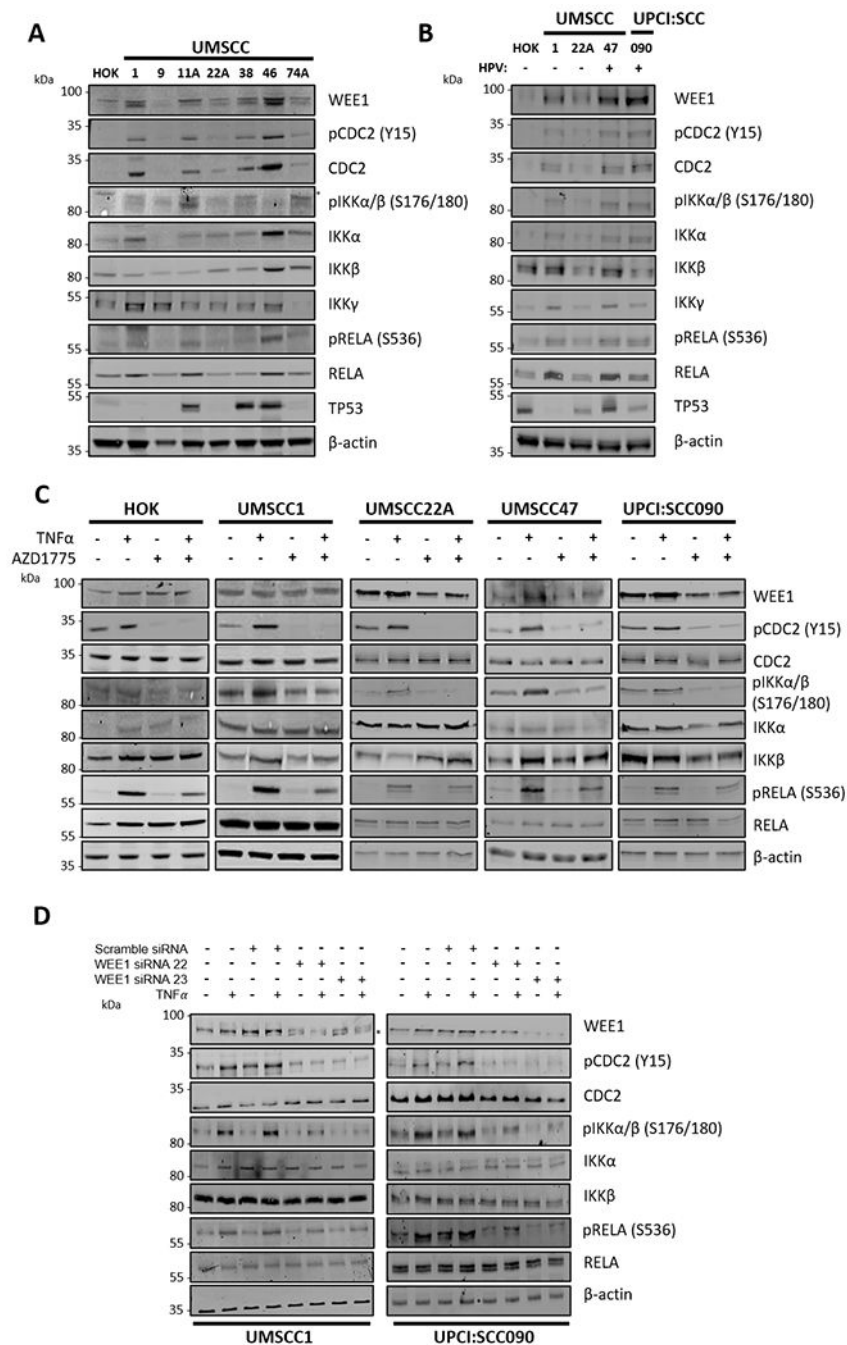 A
UMSCC
HOK 1 9 11A 22A 38 46 74A
kDa
100
WEE1
35
pCDC2 (Y15)
35
CDC2
*
80
pIKKα/β (S176/180)
80
IKKα
80
IKKβ
55
IKKγ
55
pRELA (S536)
55
RELA
55
TP53
35
β-actin
B
UMSCC UPCI:SCC
HOK 1 22A 47 090
HPV: - - - + +
kDa
100
WEE1
35
pCDC2 (Y15)
35
CDC2
80
pIKKα/β (S176/180)
80
IKKα
80
IKKβ
55
IKKγ
55
pRELA (S536)
55
RELA
55
TP53
35
β-actin
C
HOK UMSCC1 UMSCC22A UMSCC47 UPCI:SCC090
TNFα - + - + - + - + - + - + - + - + - + - +
AZD1775 - - + + - - + + - - + + - - + + - - + +
kDa
100
WEE1
35
pCDC2 (Y15)
35
CDC2
80
pIKKα/β
(S176/180)
80
IKKα
80
IKKβ
55
pRELA (S536)
55
RELA
35
β-actin
D
Scramble siRNA - - + + - - - - - - + + - - - -
WEE1 siRNA 22 - - - - + + - - - - - - + + - -
WEE1 siRNA 23 - - - - - - + + - - - - - - + +
TNFα - + - + - + - + - + - + - + - +
kDa
100
*
WEE1
35
pCDC2 (Y15)
35
CDC2
80
pIKKα/β (S176/180)
80
IKKα
80
IKKβ
55
pRELA (S536)
55
RELA
35
β-actin
UMSCC1 UPCI:SCC090